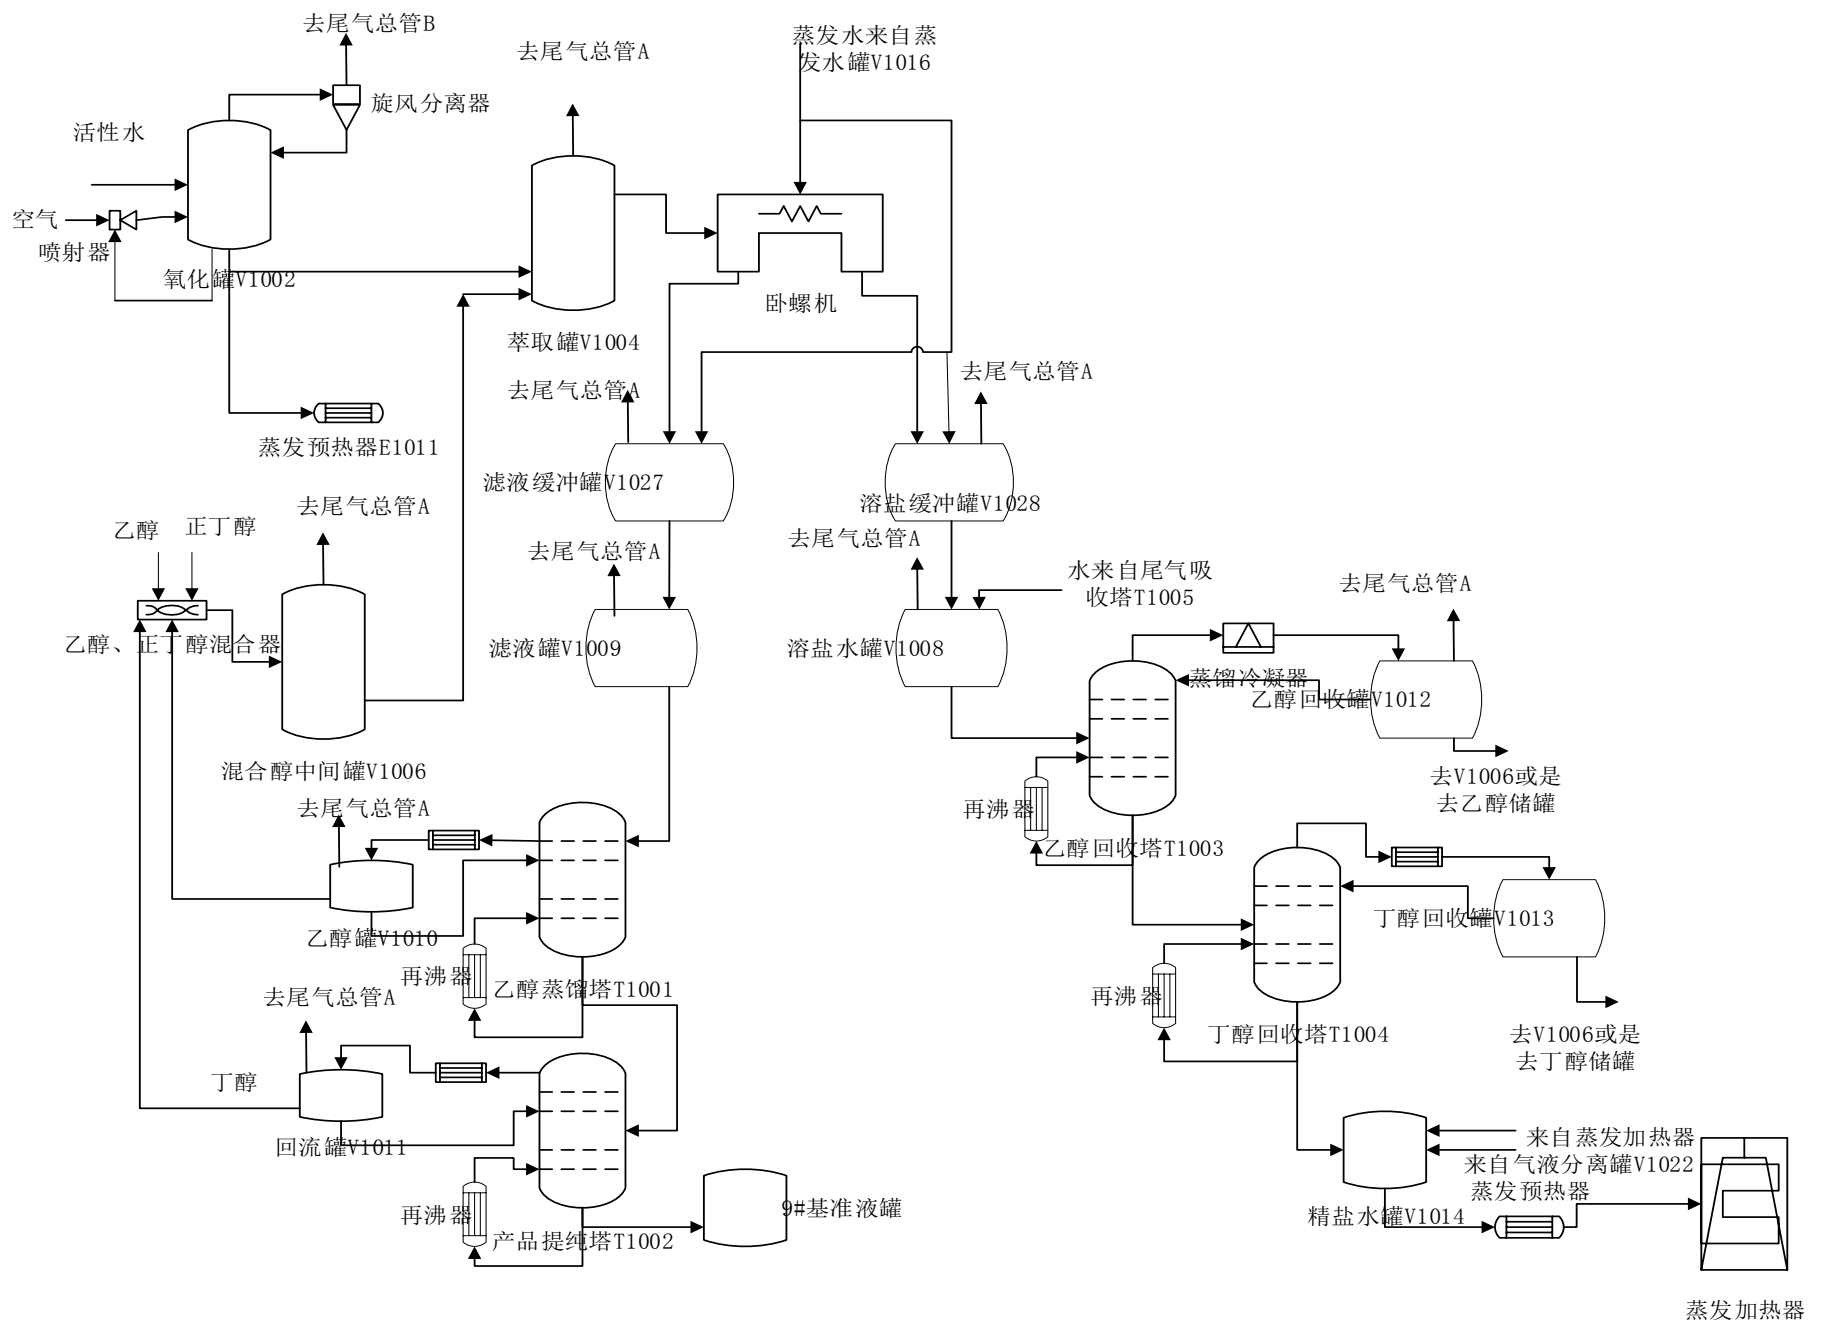 去尾气总管B
去尾气总管A
蒸发水来自蒸
发水罐V1016
旋风分离器
活性水
空气
喷射器
氧化罐V1002
卧螺机
萃取罐V1004
去尾气总管A
去尾气总管A
蒸发预热器E1011
滤液缓冲罐V1027
溶盐缓冲罐V1028
去尾气总管A
乙醇
正丁醇
去尾气总管A
去尾气总管A
水来自尾气吸
收塔T1005
去尾气总管A
乙醇、正丁醇混合器
滤液罐V1009
溶盐水罐V1008
蒸馏冷凝器
乙醇回收罐V1012
混合醇中间罐V1006
去V1006或是
去乙醇储罐
去尾气总管A
再沸器
乙醇回收塔T1003
丁醇回收罐V1013
乙醇罐V1010
再沸器
乙醇蒸馏塔T1001
去尾气总管A
再沸器
丁醇回收塔T1004
去V1006或是
去丁醇储罐
丁醇
回流罐V1011
来自蒸发加热器
来自气液分离罐V1022
蒸发预热器
再沸器
9#基准液罐
精盐水罐V1014
产品提纯塔T1002
蒸发加热器